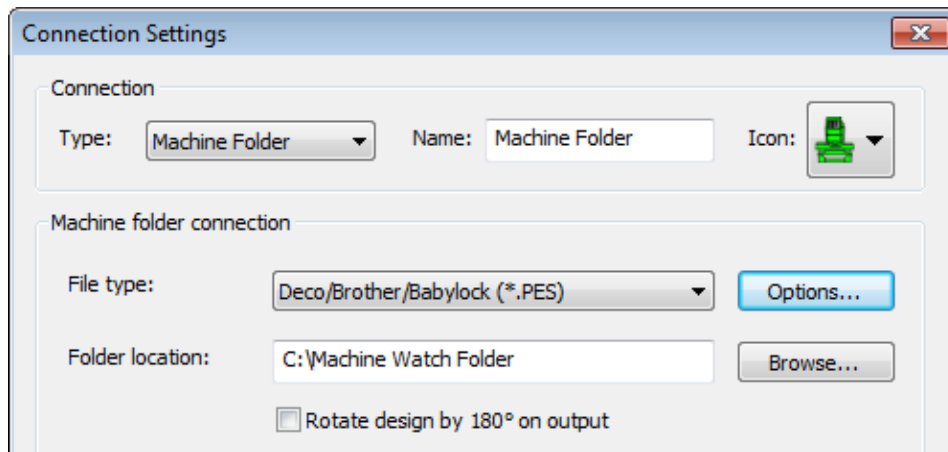 Connection Settings
Connection
Type: Machine Folder Name: Machine Folder Icon:
Machine folder connection
File type: Deco/Brother/Babylock (*.PES) Options...
Folder location: C:\Machine Watch Folder Browse...
Rotate design by 180° on output